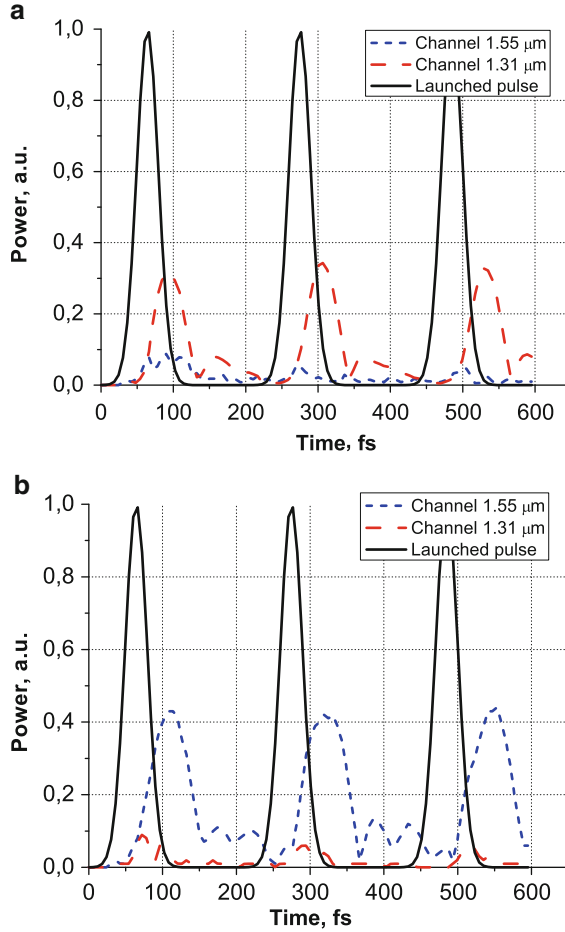 a
Power, a.u.
1,0
0,8
0,6
0,4
0,2
0,0
Channel 1.55 μm
Channel 1.31 μm
Launched pulse
0 100 200 300 400 500 600
Time, fs
b
Power, a.u.
1,0
0,8
0,6
0,4
0,2
0,0
Channel 1.55 μm
Channel 1.31 μm
Launched pulse
0 100 200 300 400 500 600
Time, fs